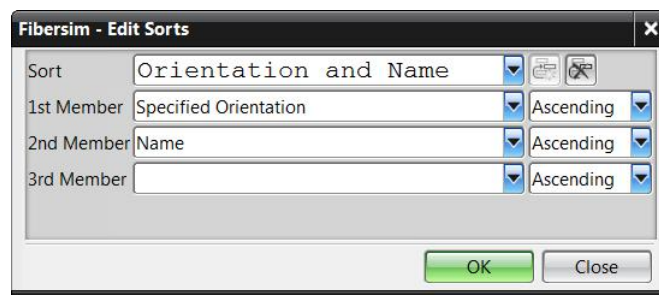 Fibersim - Edit Sorts
Sort Orientation and Name
1st Member Specified Orientation Ascending
2nd Member Name Ascending
3rd Member Ascending
OK Close